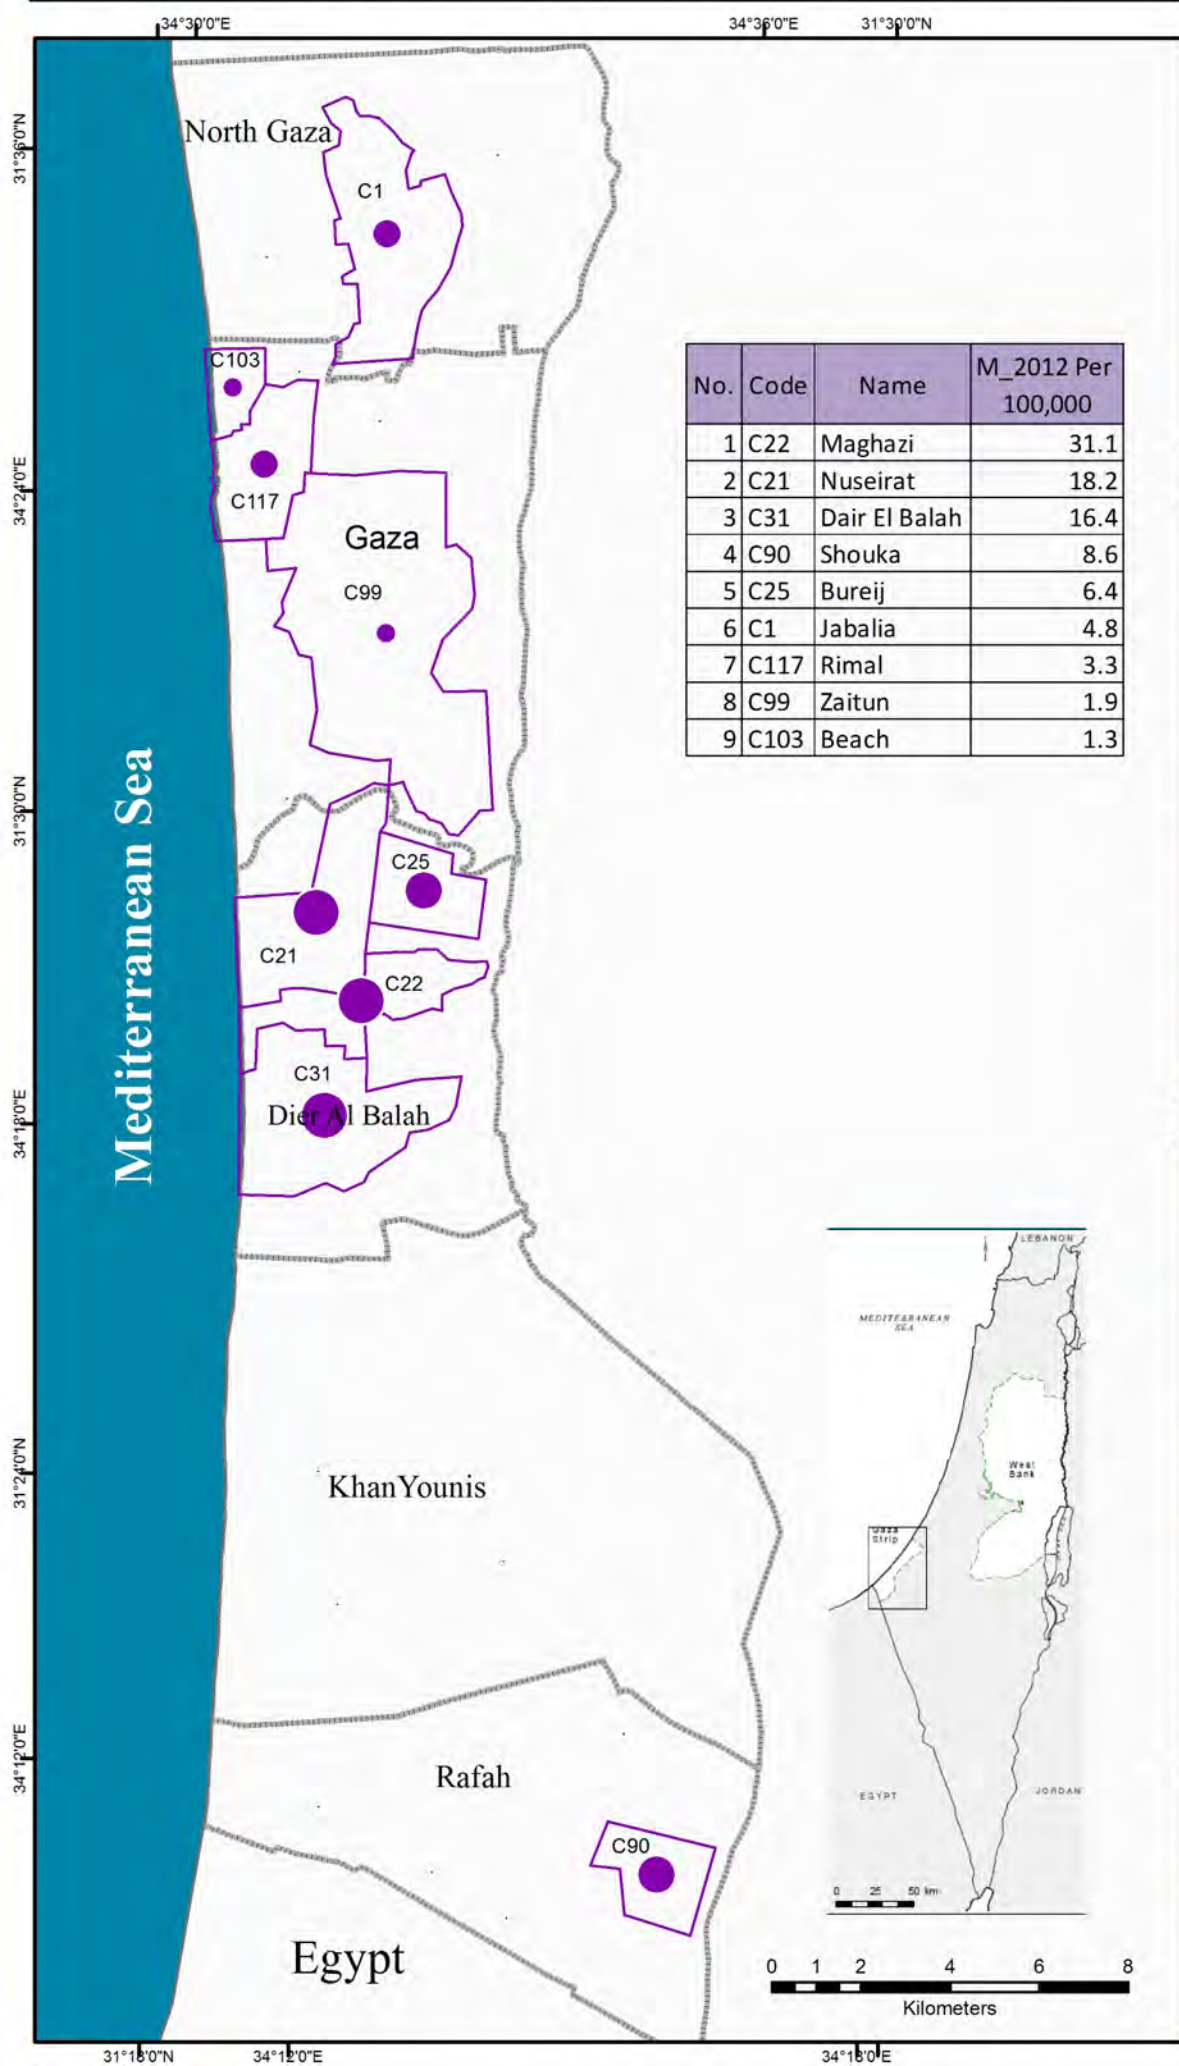 34°30'0"E
34°36'0"E
31°30'0"N
31°36'0"N
North Gaza
C1
C103
C117
34°24'0"E
Gaza
C99
No. Code Name M_2012 Per 100,000
1 C22 Maghazi 31.1
2 C21 Nuseirat 18.2
3 C31 Dair El Balah 16.4
4 C90 Shouka 8.6
5 C25 Bureij 6.4
6 C1 Jabalia 4.8
7 C117 Rimal 3.3
8 C99 Zaitun 1.9
9 C103 Beach 1.3
31°30'0"N
Mediterranean Sea
C25
C21
C22
C31
Dier Al Balah
34°18'0"E
LEBANON
MEDITERRANEAN
SEA
West
Bank
Gaza
Strip
EGYPT
JORDAN
0 25 50 km
31°24'0"N
KhanYounis
34°12'0"E
Rafah
C90
Egypt
0 1 2 4 6 8
Kilometers
31°18'0"N
34°12'0"E
34°18'0"E